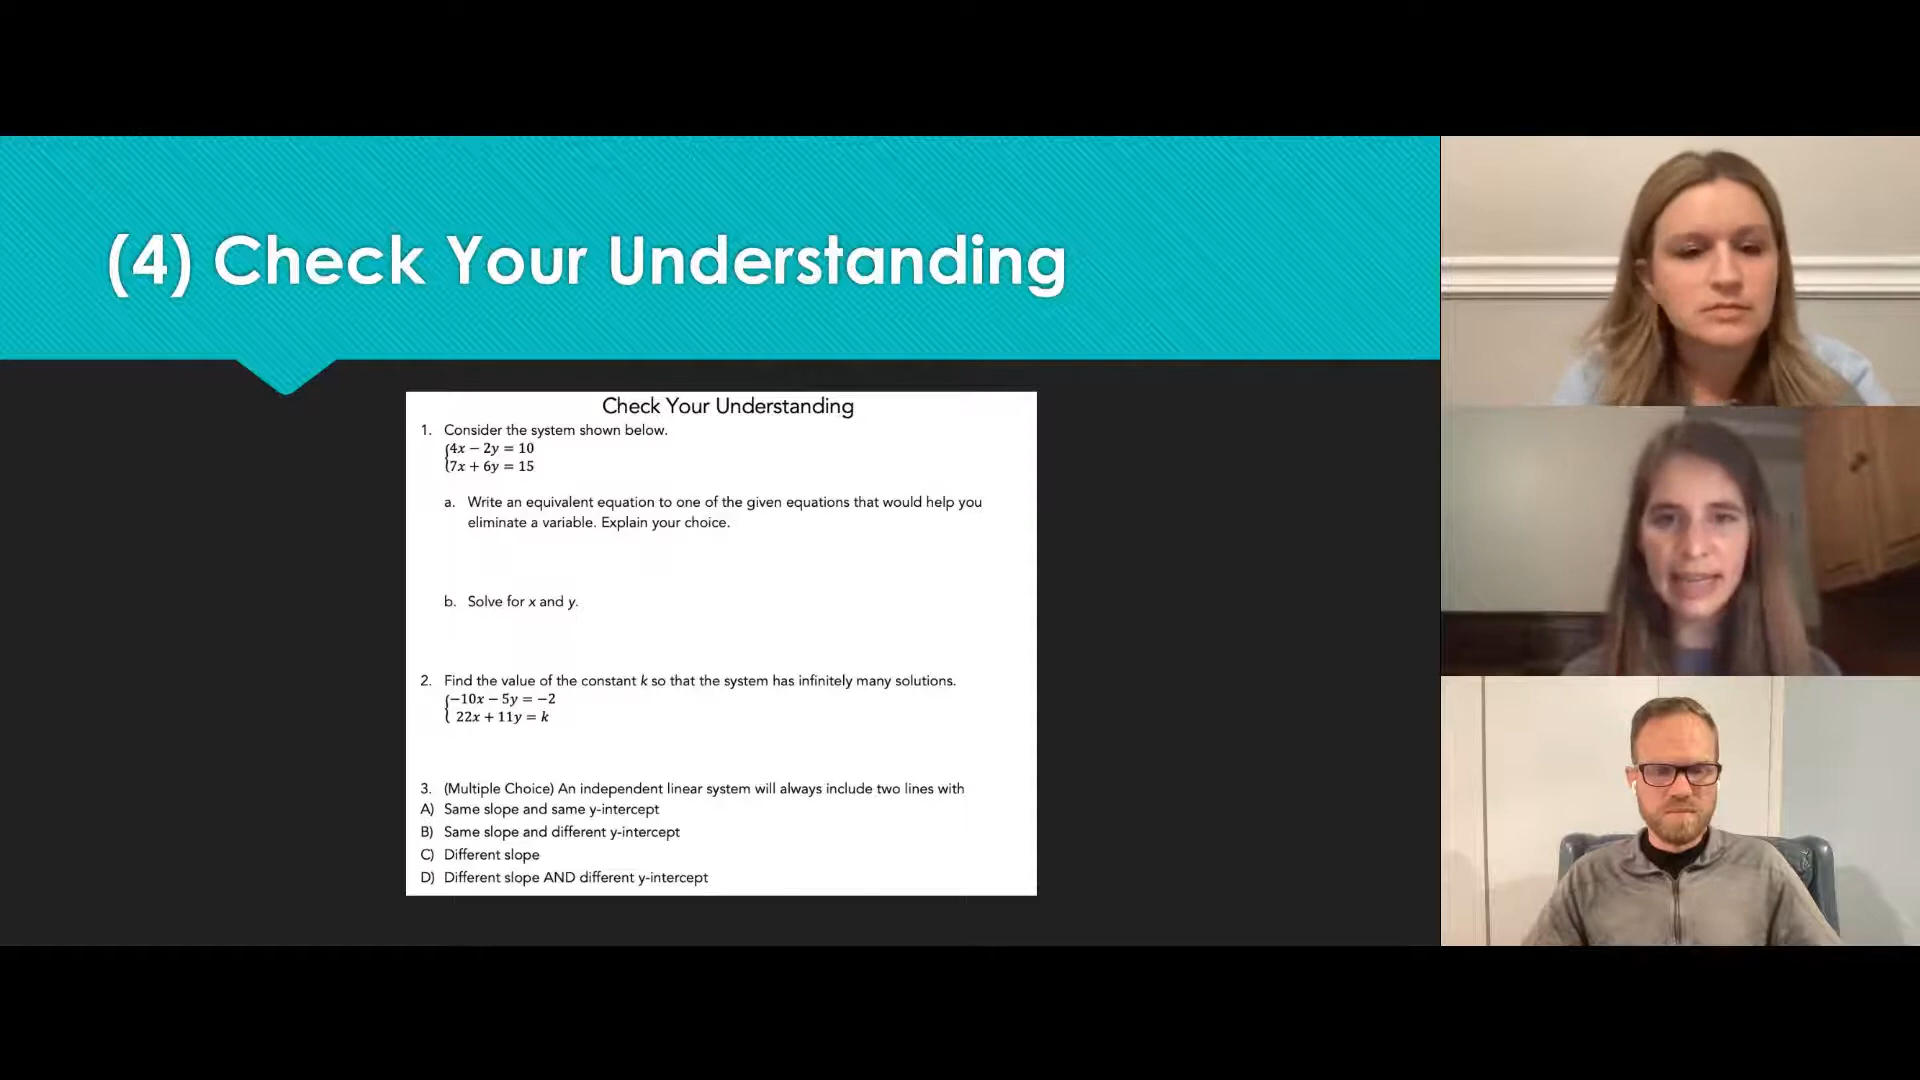 (4) Check Your Understanding
Check Your Understanding
1. Consider the system shown below.
4x − 2y = 10
7x + 6y = 15
a. Write an equivalent equation to one of the given equations that would help you
eliminate a variable. Explain your choice.
b. Solve for x and y.
2. Find the value of the constant k so that the system has infinitely many solutions.
−10x − 5y = −2
22x + 11y = k
3. (Multiple Choice) An independent linear system will always include two lines with
A) Same slope and same y-intercept
B) Same slope and different y-intercept
C) Different slope
D) Different slope AND different y-intercept